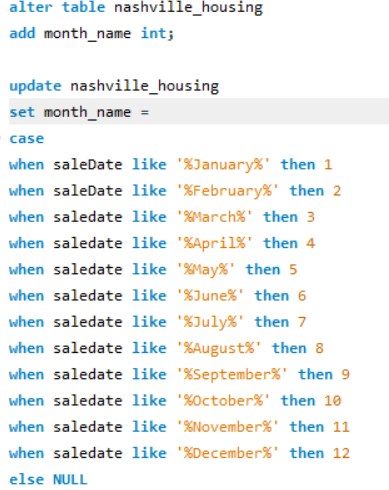 alter table nashville_housing
add month_name int;
update nashville_housing
set month_name =
case
when saleDate like '%January%' then 1
when saleDate like '%February%' then 2
when saledate like '%March%' then 3
when saledate like '%April%' then 4
when saledate like '%May%' then 5
when saledate like '%June%' then 6
when saledate like '%July%' then 7
when saledate like '%August%' then 8
when saledate like '%September%' then 9
when saledate like '%October%' then 10
when saledate like '%November%' then 11
when saledate like '%December%' then 12
else NULL